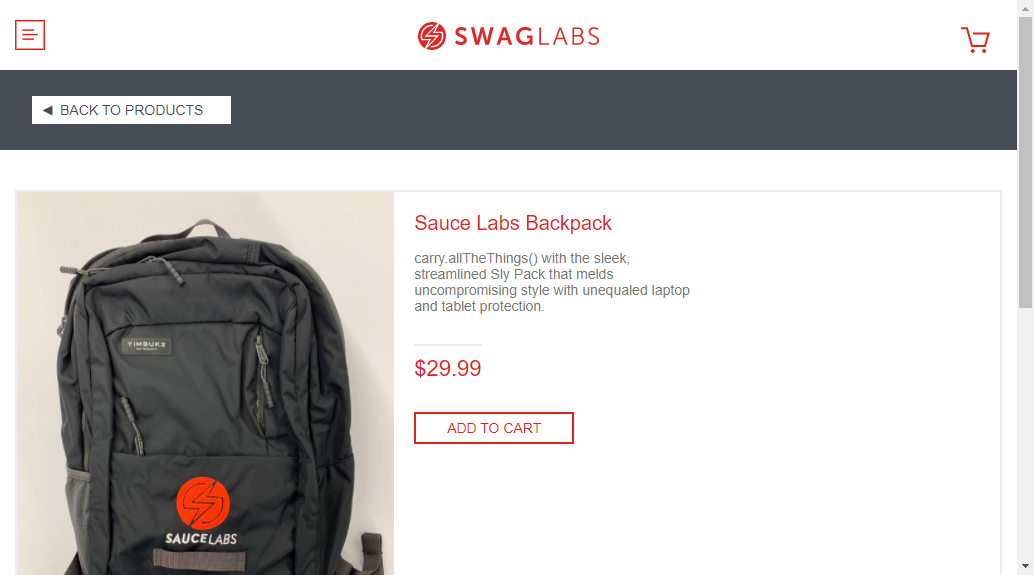 SWAGLABS
◄ BACK TO PRODUCTS
Sauce Labs Backpack
carry.allTheThings() with the sleek,
streamlined Sly Pack that melds
uncompromising style with unequaled laptop
and tablet protection.
$29.99
ADD TO CART
TIMBUK2
SAUCELABS